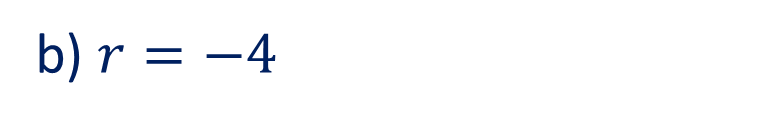 b) r = −4